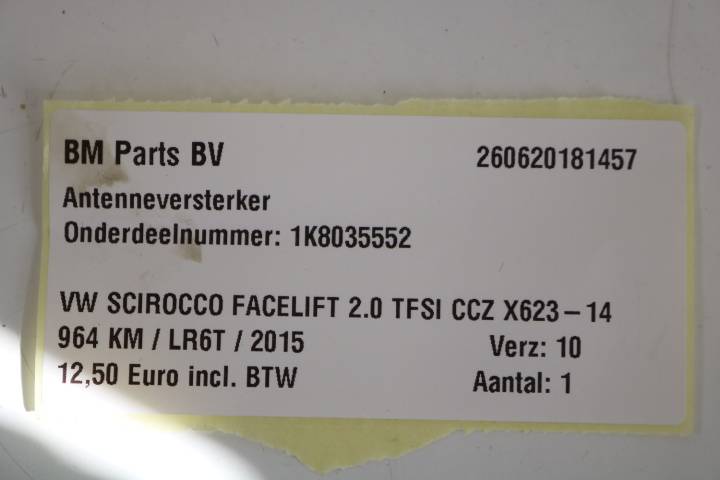 BM Parts BV 260620181457
Antenneversterker
Onderdeelnummer: 1K8035552
VW SCIROCCO FACELIFT 2.0 TFSI CCZ X623-14
964 KM / LR6T / 2015 Verz: 10
12,50 Euro incl. BTW Aantal: 1